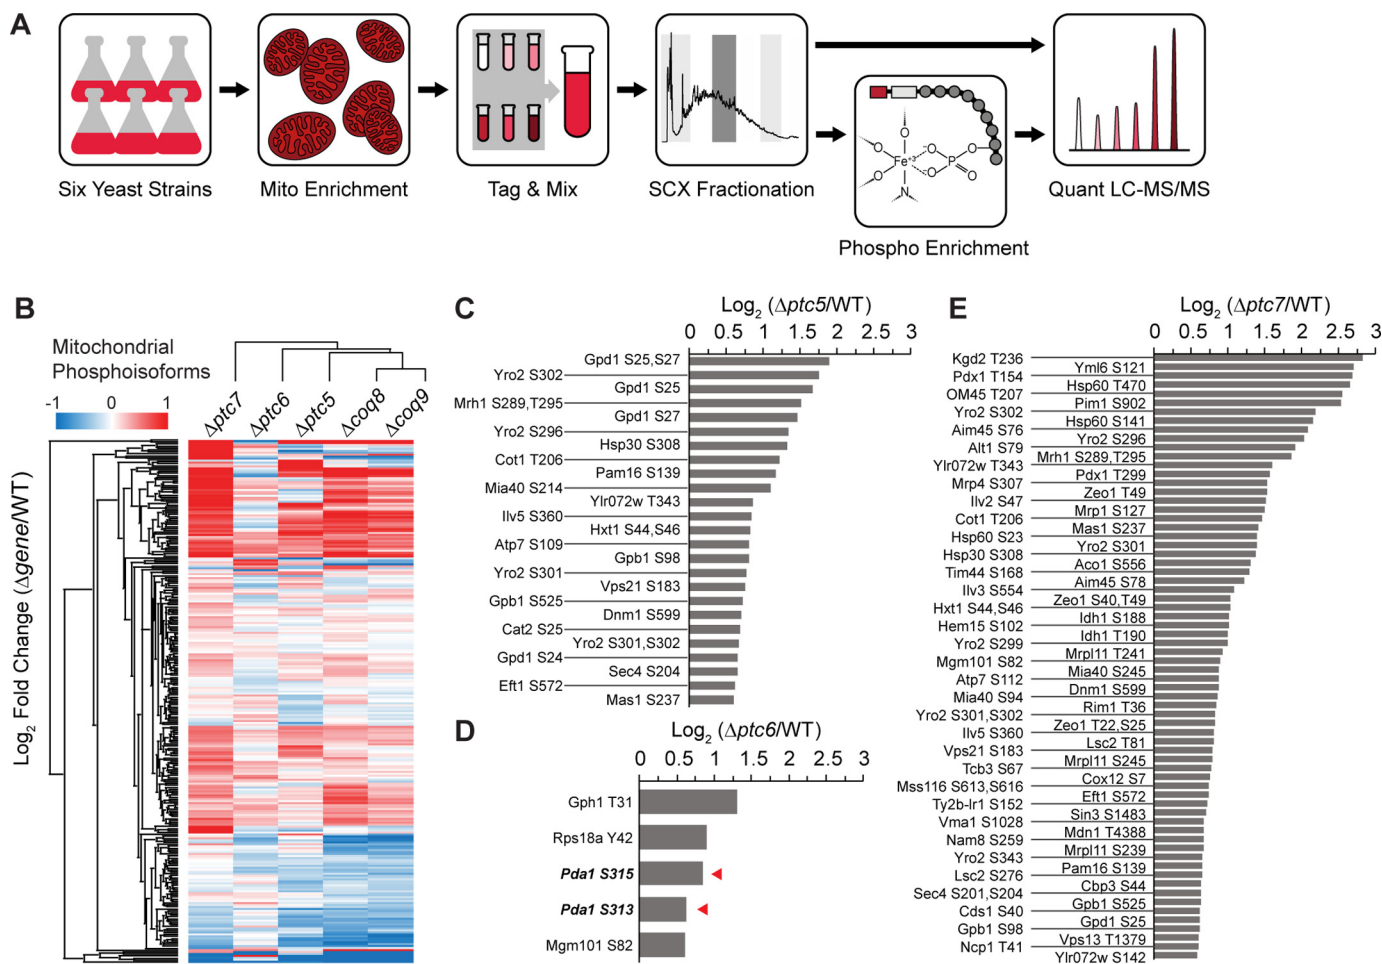 A
Fe+3
O
O
O
O
O
P
O
O
N
Six Yeast Strains
Mito Enrichment
Tag & Mix
SCX Fractionation
Quant LC-MS/MS
Phospho Enrichment
B
Mitochondrial
Phosphoisoforms
-1
1
Δptc7
Δptc6
Δptc5
Δcoq8
Δcoq9
Log2 Fold Change (Δgene/WT)
C
Log2 (Δptc5/WT)
0 0.5 1 1.5 2 2.5 3
Gpd1 S25,S27
Yro2 S302
Gpd1 S25
Mrh1 S289,T295
Gpd1 S27
Yro2 S296
Hsp30 S308
Cot1 T206
Pam16 S139
Mia40 S214
Ylr072w T343
Ilv5 S360
Hxt1 S44,S46
Atp7 S109
Gpb1 S98
Yro2 S301
Vps21 S183
Gpb1 S525
Dnm1 S599
Cat2 S25
Yro2 S301,S302
Gpd1 S24
Sec4 S204
Eft1 S572
Mas1 S237
D
Log2 (Δptc6/WT)
0 0.5 1 1.5 2 2.5 3
Gph1 T31
Rps18a Y42
Pda1 S315
Pda1 S313
Mgm101 S82
E
Log2 (Δptc7/WT)
0 0.5 1 1.5 2 2.5 3
Kgd2 T236
Yml6 S121
Pdx1 T154
Hsp60 T470
OM45 T207
Pim1 S902
Yro2 S302
Hsp60 S141
Aim45 S76
Yro2 S296
Alt1 S79
Mrh1 S289,T295
Ylr072w T343
Pdx1 T299
Mrp4 S307
Zeo1 T49
Ilv2 S47
Mrp1 S127
Cot1 T206
Mas1 S237
Hsp60 S23
Yro2 S301
Hsp30 S308
Aco1 S556
Tim44 S168
Aim45 S78
Ilv3 S554
Zeo1 S40,T49
Hxt1 S44,S46
Idh1 S188
Hem15 S102
Idh1 T190
Yro2 S299
Mrpl11 T241
Mgm101 S82
Mia40 S245
Atp7 S112
Dnm1 S599
Mia40 S94
Rim1 T36
Yro2 S301,S302
Zeo1 T22,S25
Ilv5 S360
Lsc2 T81
Vps21 S183
Mrpl11 S245
Tcb3 S67
Cox12 S7
Mss116 S613,S616
Eft1 S572
Ty2b-lr1 S152
Sin3 S1483
Vma1 S1028
Mdn1 T4388
Nam8 S259
Mrpl11 S239
Yro2 S343
Pam16 S139
Lsc2 S276
Cbp3 S44
Sec4 S201,S204
Gpb1 S525
Cds1 S40
Gpd1 S25
Gpb1 S98
Vps13 T1379
Ncp1 T41
Ylr072w S142